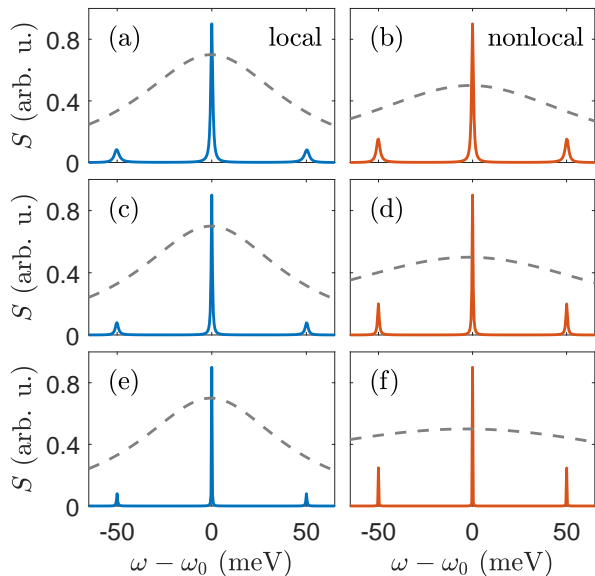 (a) local (b) nonlocal
S (arb. u.)
0.8
0.4
0
(c) (d)
S (arb. u.)
0.8
0.4
0
(e) (f)
S (arb. u.)
0.8
0.4
0
-50 0 50 -50 0 50
ω − ω₀ (meV) ω − ω₀ (meV)